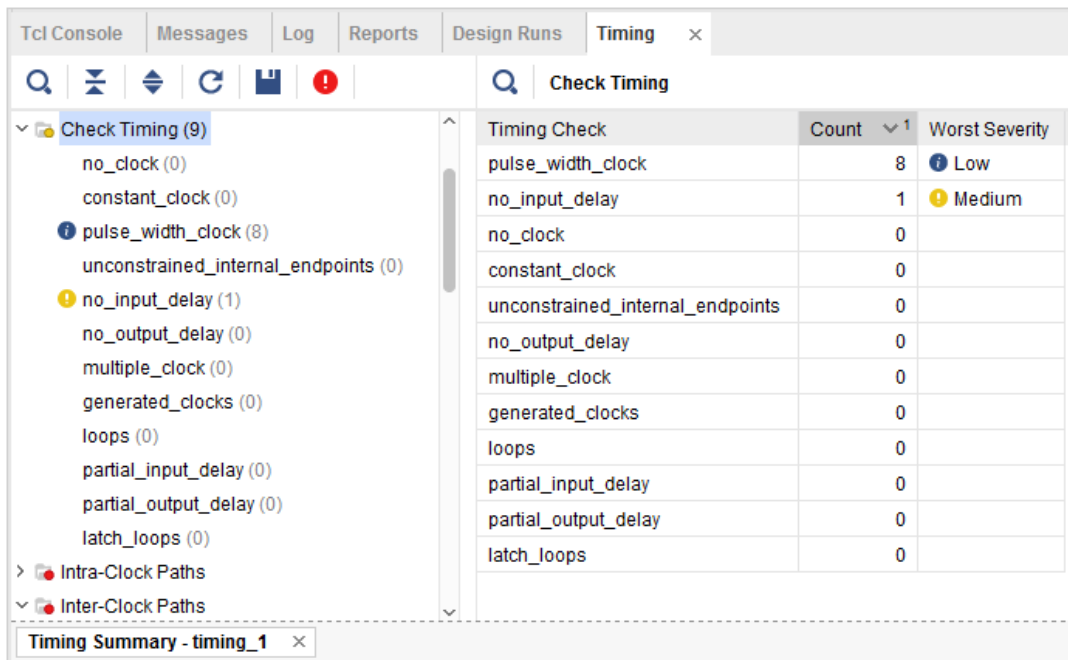 Tcl Console Messages Log Reports Design Runs Timing ×
Check Timing
Check Timing (9)
no_clock (0)
constant_clock (0)
pulse_width_clock (8)
unconstrained_internal_endpoints (0)
no_input_delay (1)
no_output_delay (0)
multiple_clock (0)
generated_clocks (0)
loops (0)
partial_input_delay (0)
partial_output_delay (0)
latch_loops (0)
Intra-Clock Paths
Inter-Clock Paths
Timing Check Count 1 Worst Severity
pulse_width_clock 8 Low
no_input_delay 1 Medium
no_clock 0
constant_clock 0
unconstrained_internal_endpoints 0
no_output_delay 0
multiple_clock 0
generated_clocks 0
loops 0
partial_input_delay 0
partial_output_delay 0
latch_loops 0
Timing Summary - timing_1 ×